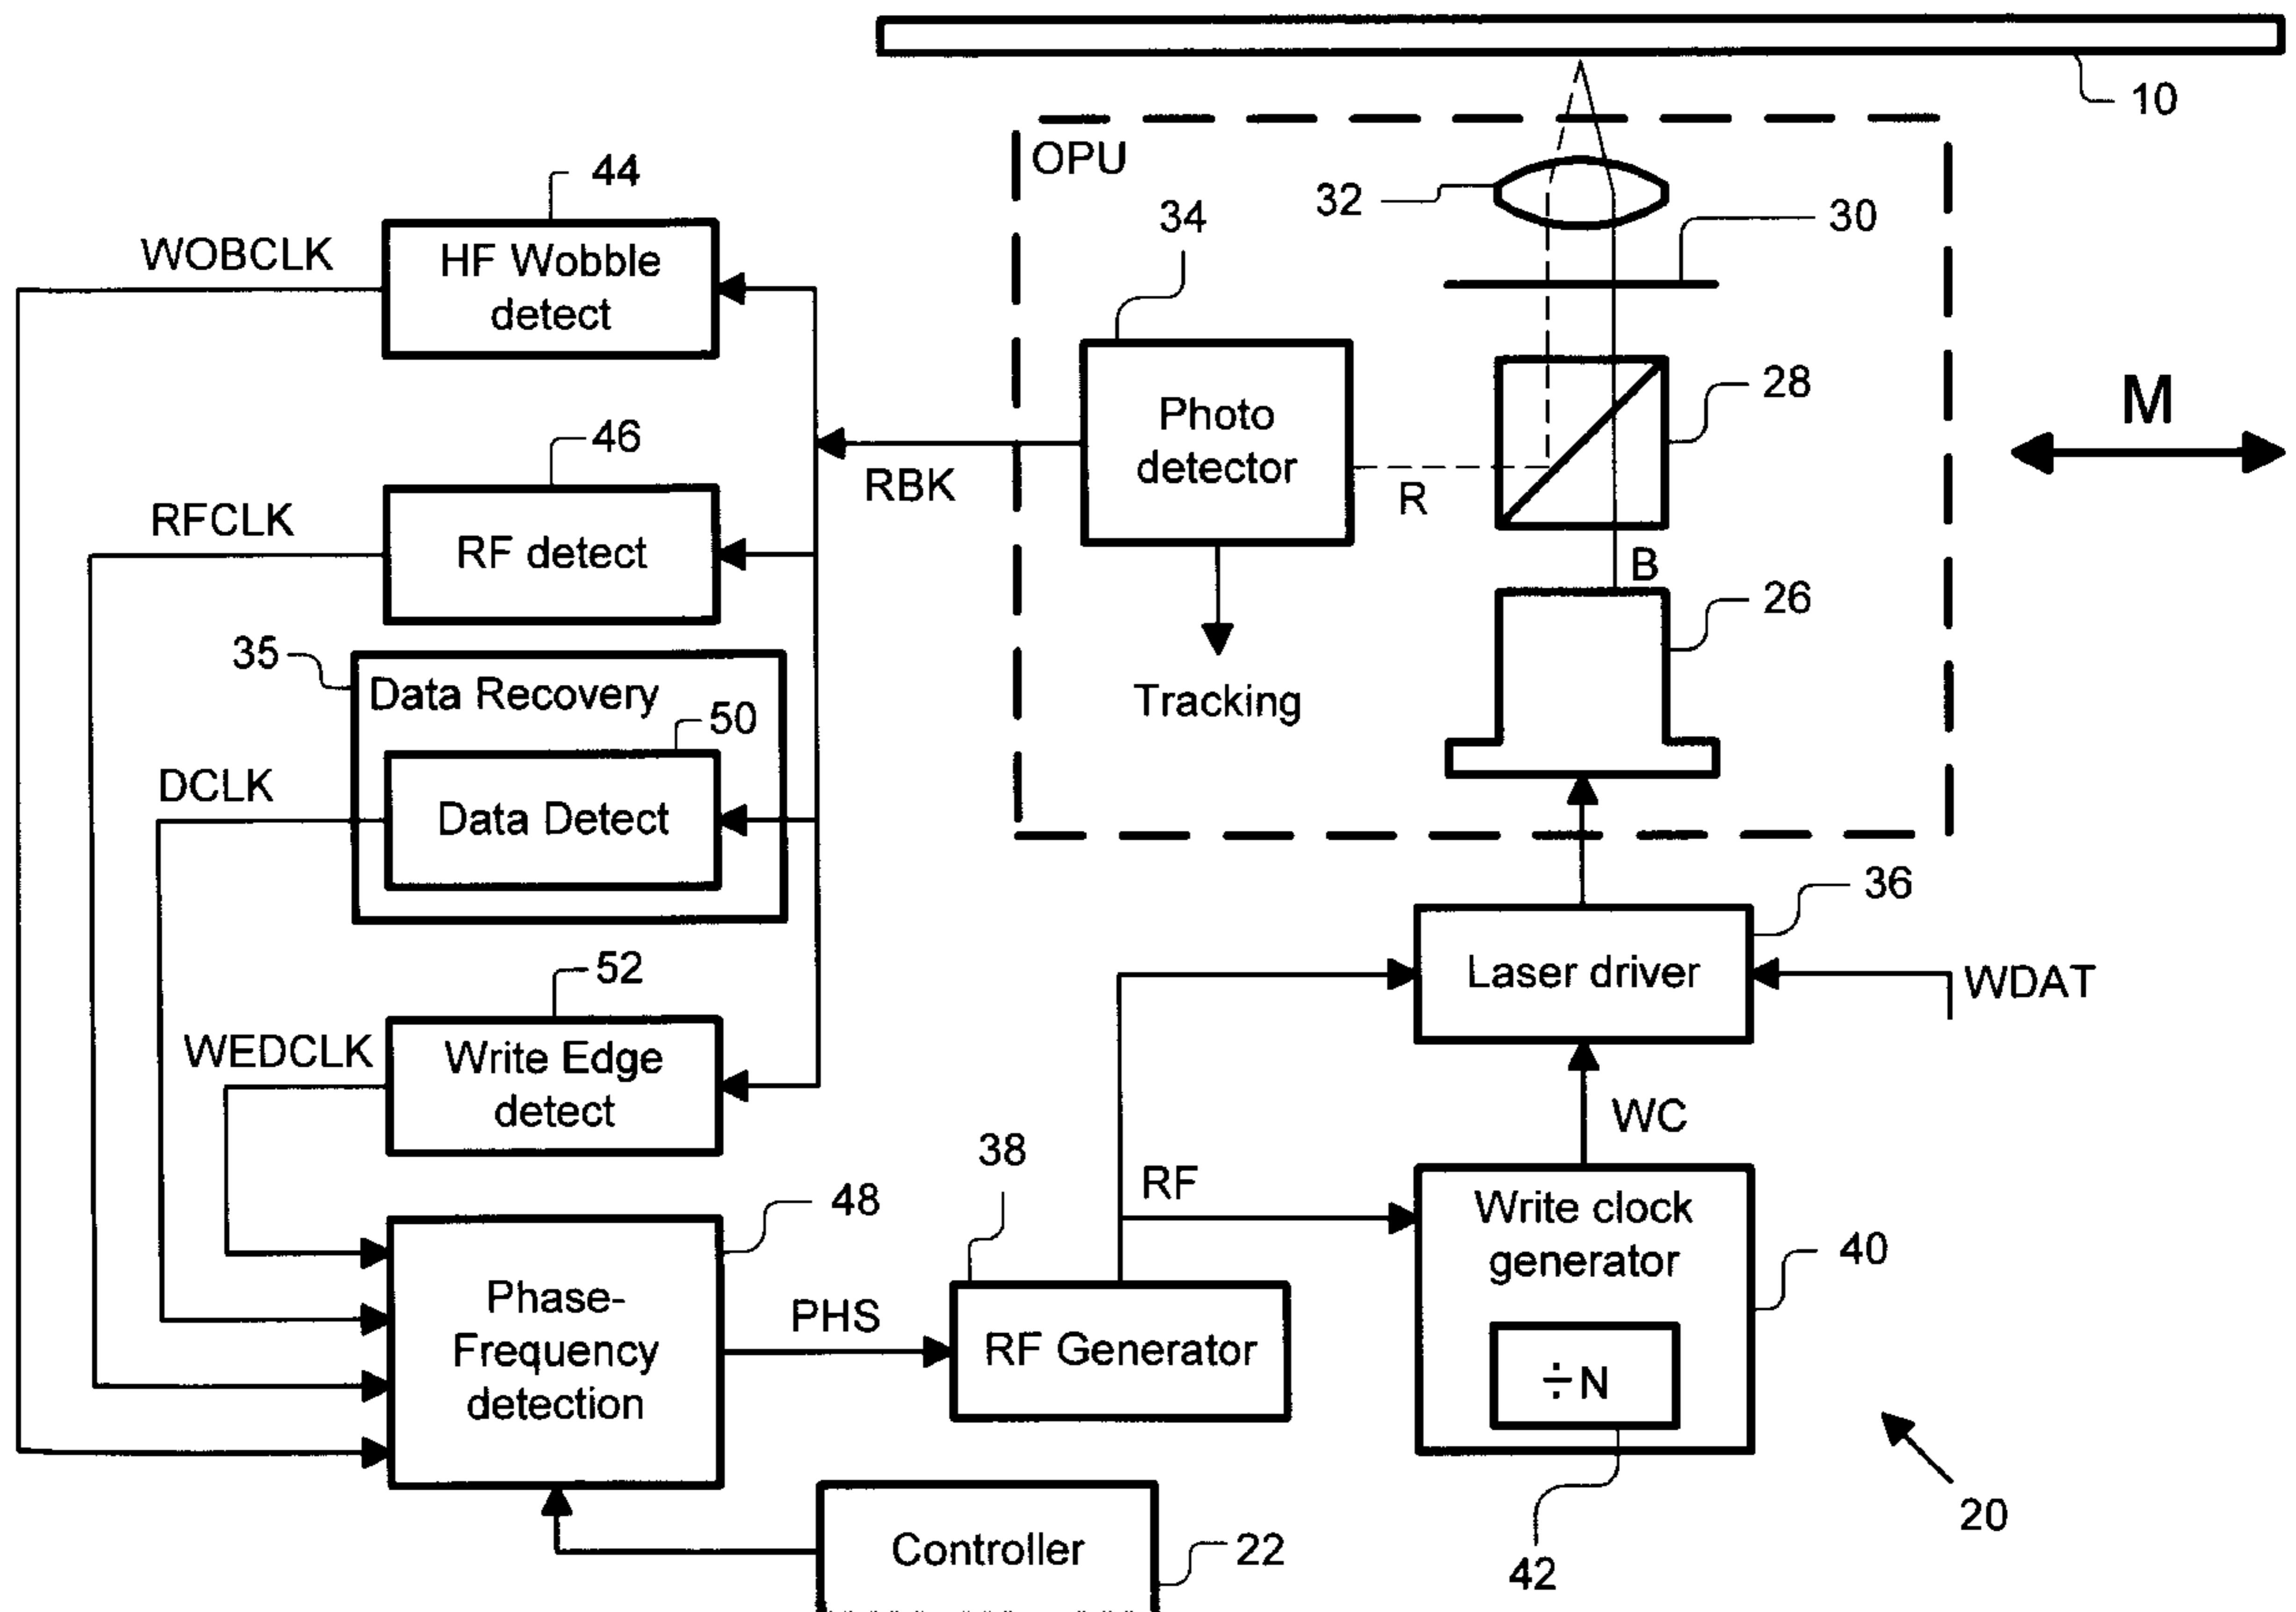 10
OPU
32
30
34
44
WOBCLK
HF Wobble
detect
Photo
detector
28
M
46
RFCLK
RF detect
RBK
R
B
26
35
Data Recovery
50
Tracking
DCLK
Data Detect
36
52
Laser driver
WDAT
WEDCLK
Write Edge
detect
WC
38
RF
48
Write clock
generator
40
Phase-
Frequency
detection
PHS
RF Generator
÷N
20
Controller
22
42